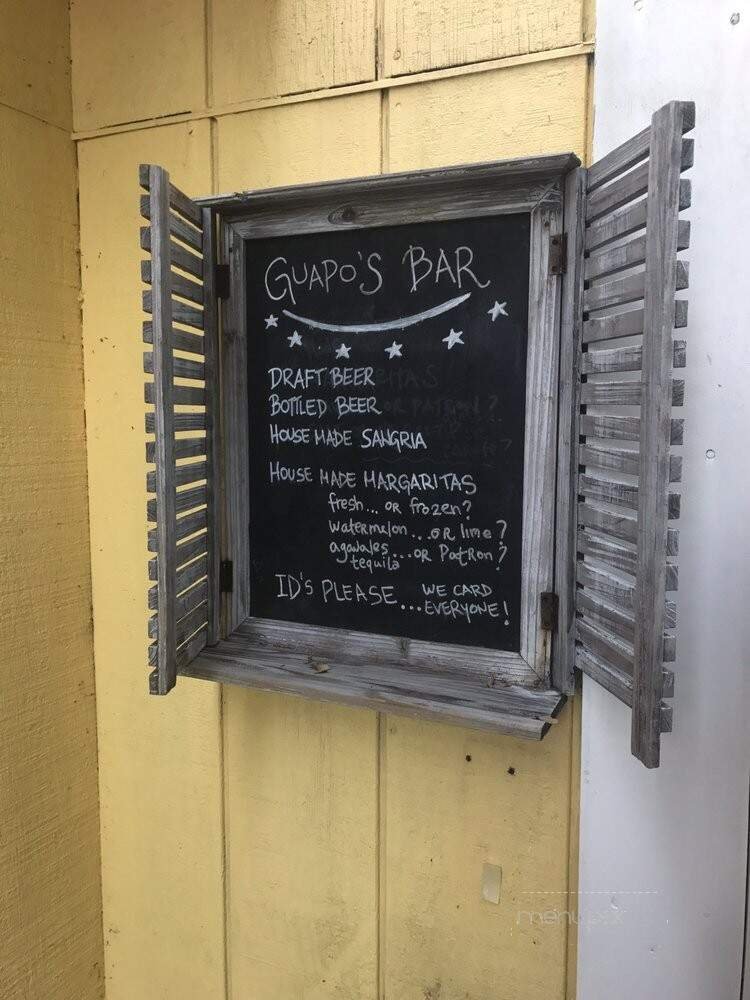 GUAPO'S BAR
DRAFT BEER
BOTTLED BEER
HOUSE MADE SANGRIA
HOUSE MADE MARGARITAS
fresh... OR frozen?
watermelon...OR lime?
agavales...OR Patron?
tequila
ID'S PLEASE... WE CARD
EVERYONE!